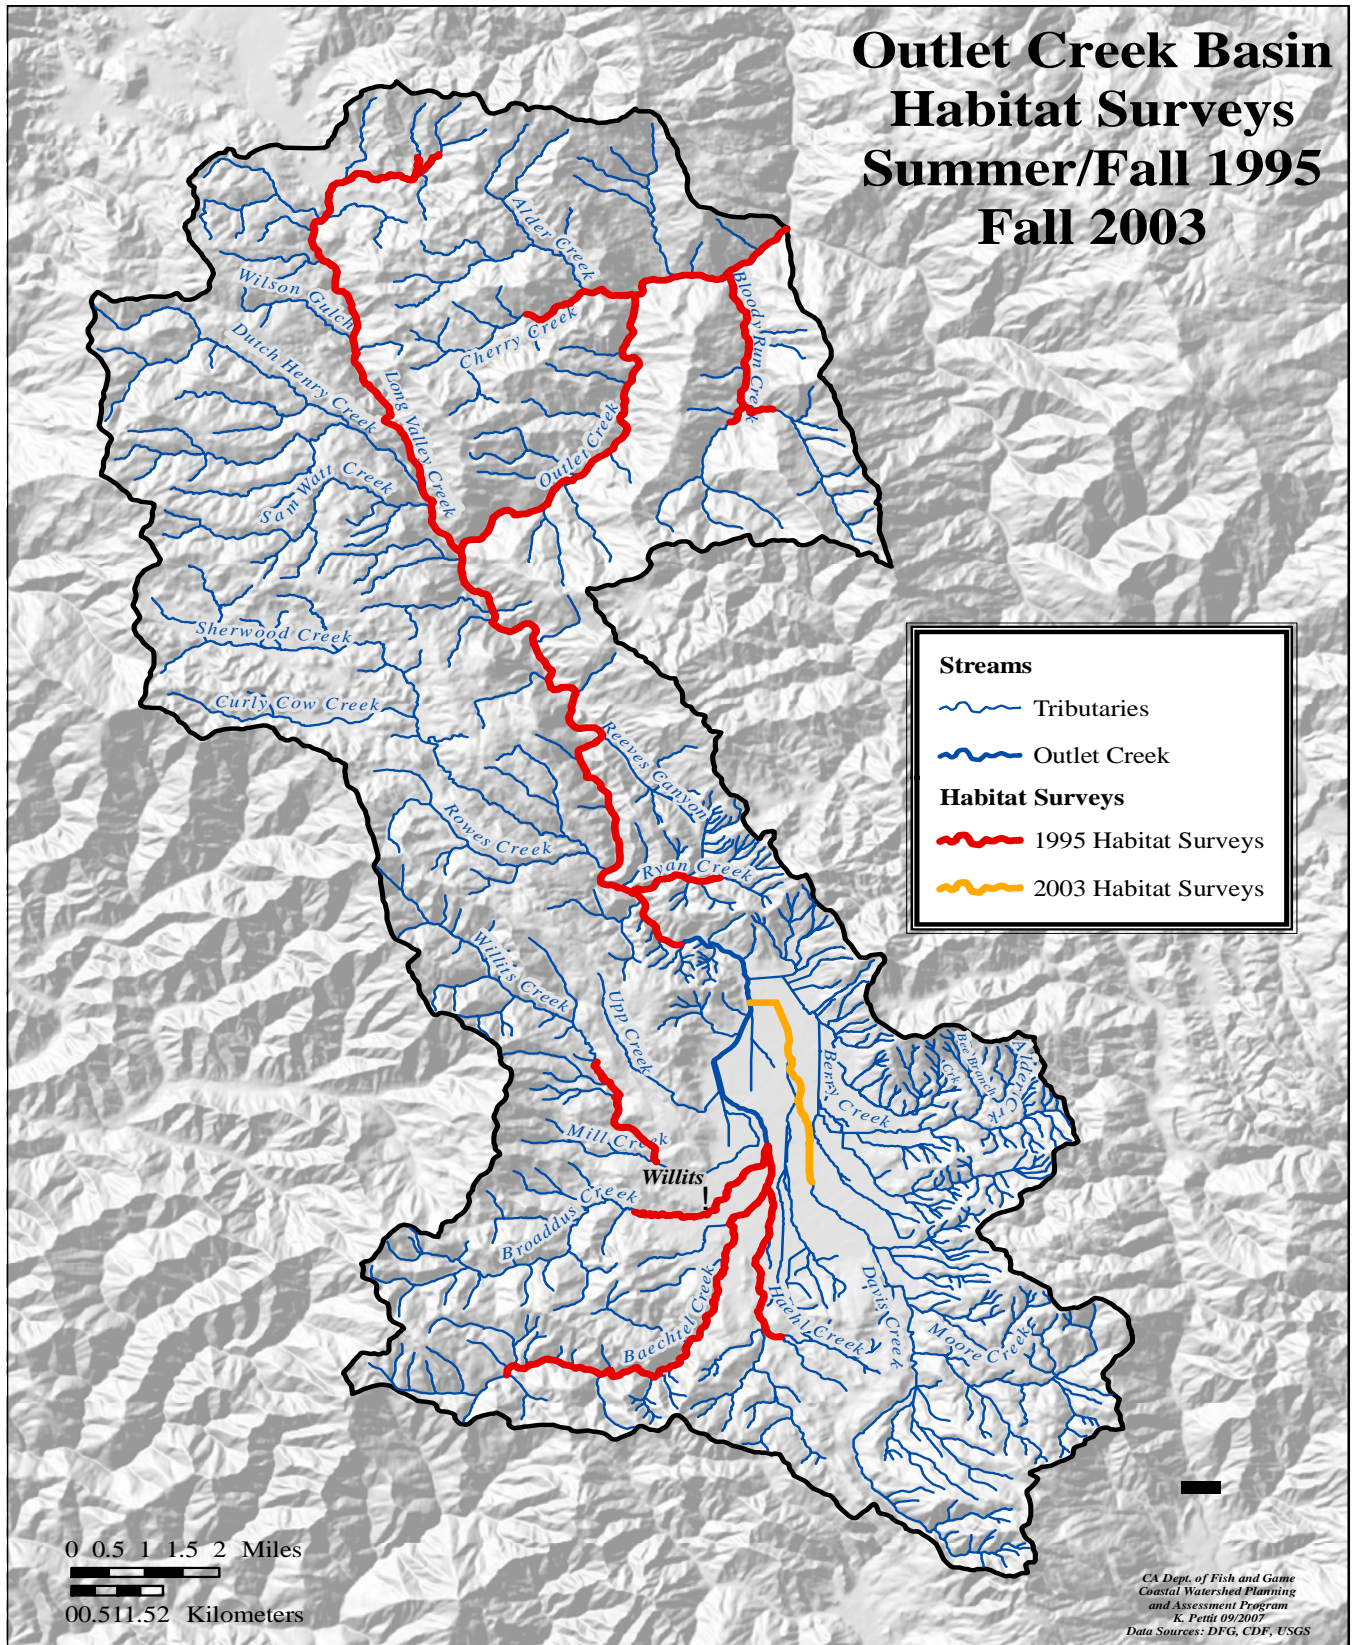 Outlet Creek Basin
Habitat Surveys
Summer/Fall 1995
Fall 2003
Alder Creek
Bloody Run Creek
Wilson Gulch
Cherry Creek
Dutch Henry Creek
Long Valley Creek
Outlet Creek
Sam Watt Creek
Sherwood Creek
Curly Cow Creek
Streams
Tributaries
Outlet Creek
Habitat Surveys
1995 Habitat Surveys
2003 Habitat Surveys
Reeves Canyon
Rowes Creek
Ryan Creek
Willits Creek
Upp Creek
Berry Creek
Bee Branch
Crk
Alder Crk
Mill Creek
Willits
!
Broaddus Creek
Baechtel Creek
Haehl Creek
Davis Creek
Moore Creek
0 0.5 1 1.5 2 Miles
00.511.52 Kilometers
CA Dept. of Fish and Game
Coastal Watershed Planning
and Assessment Program
K. Pettit 09/2007
Data Sources: DFG, CDF, USGS